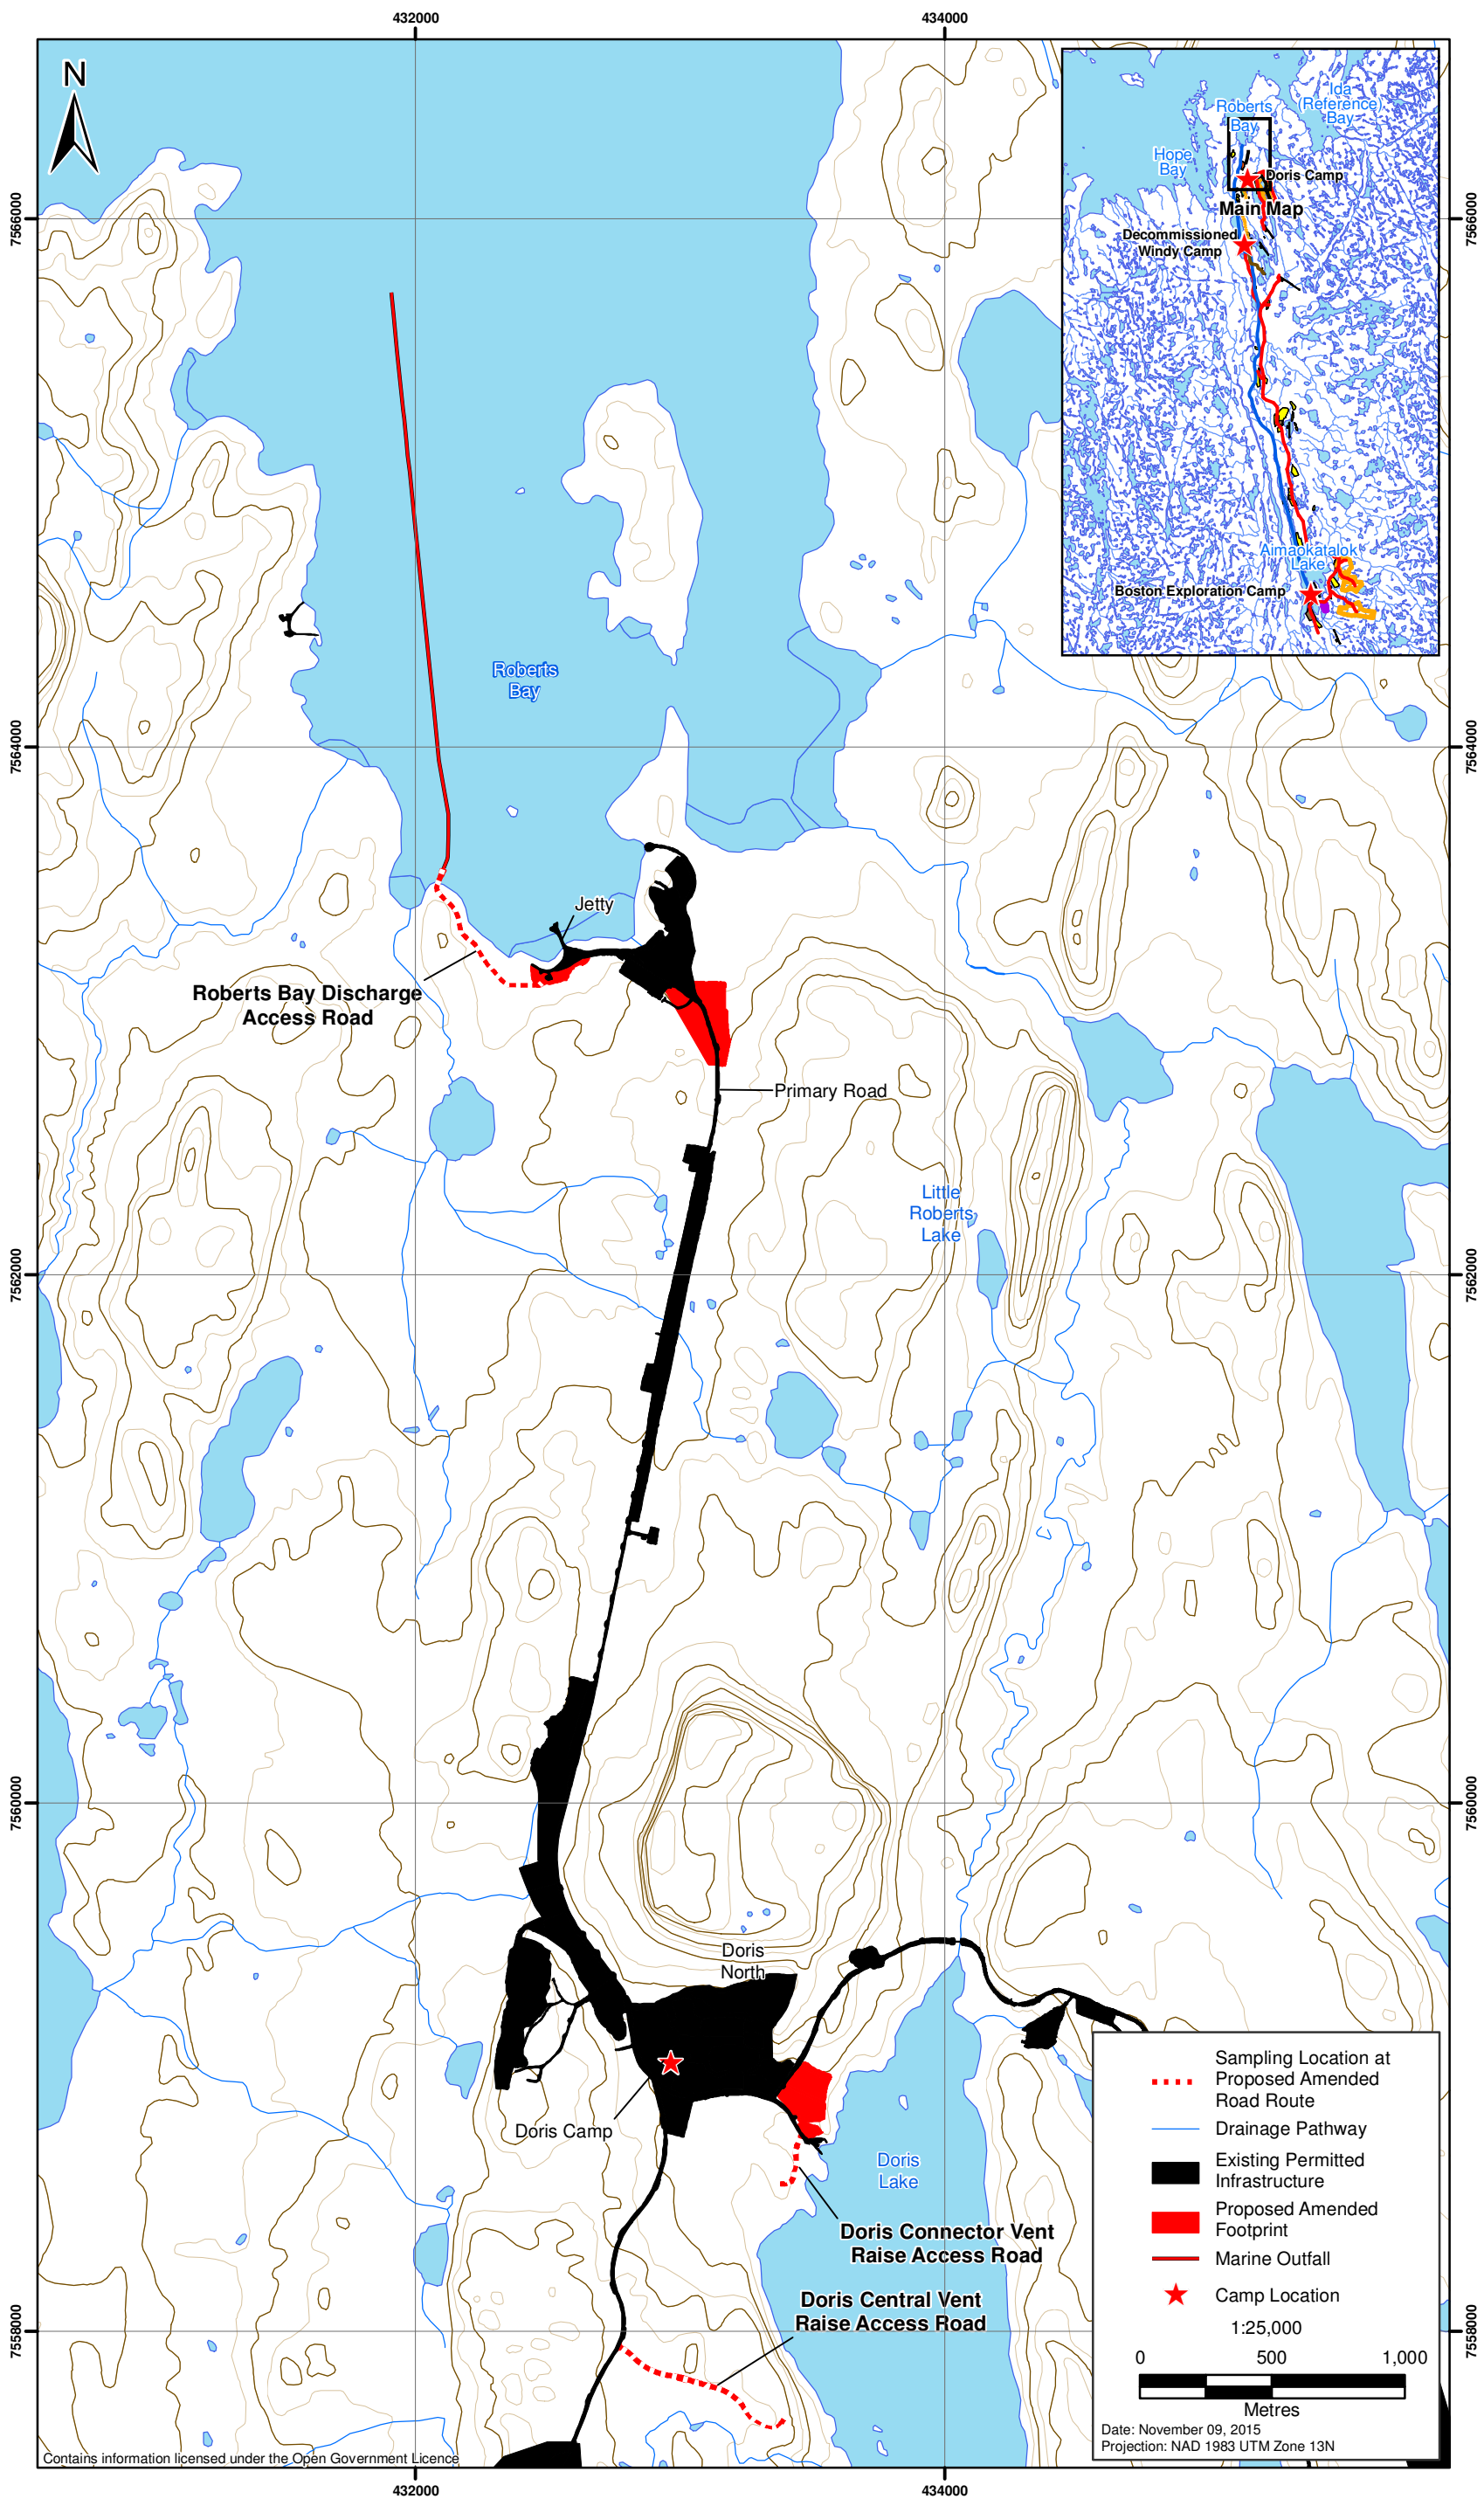 432000
434000
N
Ida
(Reference)
Bay
Roberts
Bay
Hope
Bay
Doris Camp
Main Map
Decommissioned
Windy Camp
Aimaokatalok
Lake
Boston Exploration Camp
7566000
7566000
Roberts
Bay
7564000
7564000
Jetty
Roberts Bay Discharge
Access Road
Primary Road
Little
Roberts
Lake
7562000
7562000
7560000
7560000
Doris
North
Doris Camp
Doris
Lake
Doris Connector Vent
Raise Access Road
Doris Central Vent
Raise Access Road
7558000
7558000
Sampling Location at
Proposed Amended
Road Route
Drainage Pathway
Existing Permitted
Infrastructure
Proposed Amended
Footprint
Marine Outfall
Camp Location
1:25,000
0 500 1,000
Metres
Date: November 09, 2015
Projection: NAD 1983 UTM Zone 13N
Contains information licensed under the Open Government Licence
432000
434000